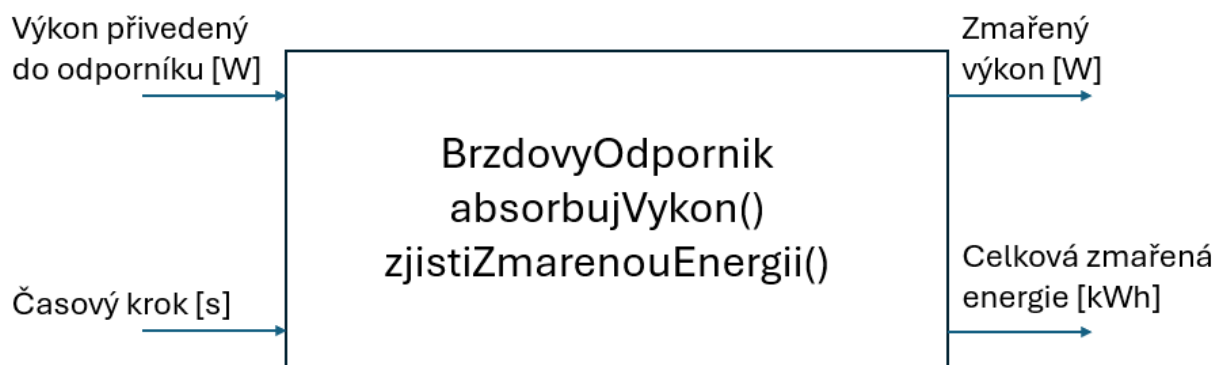 Výkon přivedený
do odporníku [W]
Zmařený
výkon [W]
BrzdovyOdpornik
absorbujVykon()
zjistiZmarenouEnergii()
Časový krok [s]
Celková zmařená
energie [kWh]